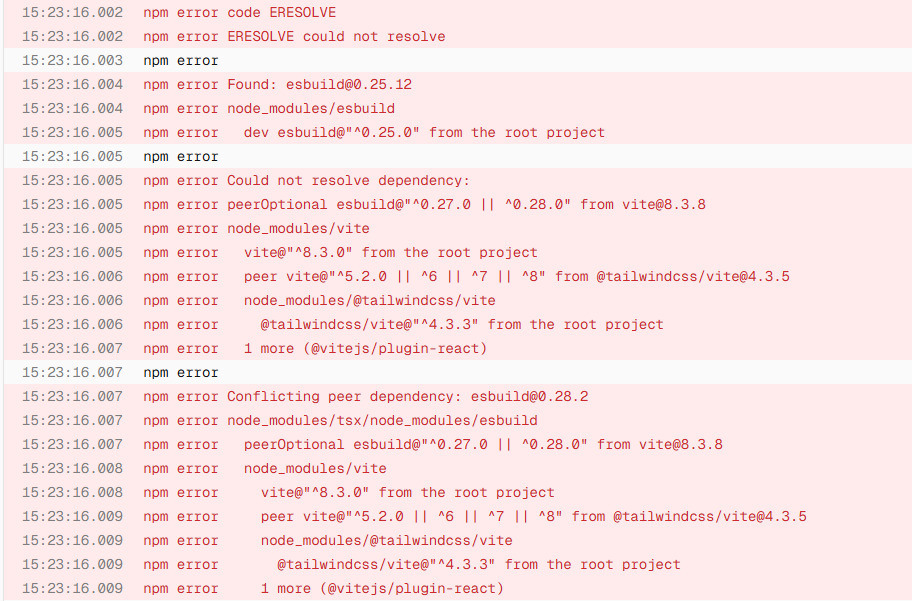 15:23:16.002 npm error code ERESOLVE
15:23:16.002 npm error ERESOLVE could not resolve
15:23:16.003 npm error
15:23:16.004 npm error Found: esbuild@0.25.12
15:23:16.004 npm error node_modules/esbuild
15:23:16.005 npm error   dev esbuild@"^0.25.0" from the root project
15:23:16.005 npm error
15:23:16.005 npm error Could not resolve dependency:
15:23:16.005 npm error peerOptional esbuild@"^0.27.0 || ^0.28.0" from vite@8.3.8
15:23:16.005 npm error node_modules/vite
15:23:16.005 npm error   vite@"^8.3.0" from the root project
15:23:16.006 npm error   peer vite@"^5.2.0 || ^6 || ^7 || ^8" from @tailwindcss/vite@4.3.5
15:23:16.006 npm error   node_modules/@tailwindcss/vite
15:23:16.006 npm error     @tailwindcss/vite@"^4.3.3" from the root project
15:23:16.007 npm error   1 more (@vitejs/plugin-react)
15:23:16.007 npm error
15:23:16.007 npm error Conflicting peer dependency: esbuild@0.28.2
15:23:16.007 npm error node_modules/tsx/node_modules/esbuild
15:23:16.007 npm error   peerOptional esbuild@"^0.27.0 || ^0.28.0" from vite@8.3.8
15:23:16.008 npm error   node_modules/vite
15:23:16.008 npm error     vite@"^8.3.0" from the root project
15:23:16.009 npm error     peer vite@"^5.2.0 || ^6 || ^7 || ^8" from @tailwindcss/vite@4.3.5
15:23:16.009 npm error     node_modules/@tailwindcss/vite
15:23:16.009 npm error       @tailwindcss/vite@"^4.3.3" from the root project
15:23:16.009 npm error     1 more (@vitejs/plugin-react)